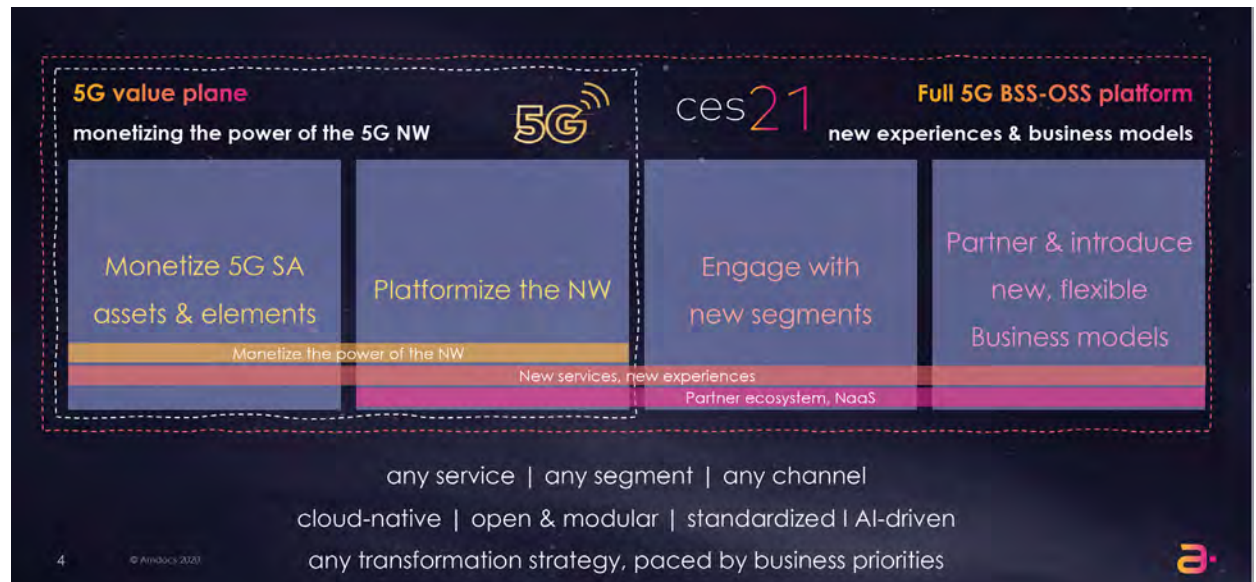 5G value plane
monetizing the power of the 5G NW
5G
ces21
Full 5G BSS-OSS platform
new experiences & business models
Monetize 5G SA
assets & elements
Platformize the NW
Engage with
new segments
Partner & introduce
new, flexible
Business models
Monetize the power of the NW
New services, new experiences
Partner ecosystem, NaaS
any service | any segment | any channel
cloud-native | open & modular | standardized I AI-driven
any transformation strategy, paced by business priorities
4
© Amdocs 2020
a